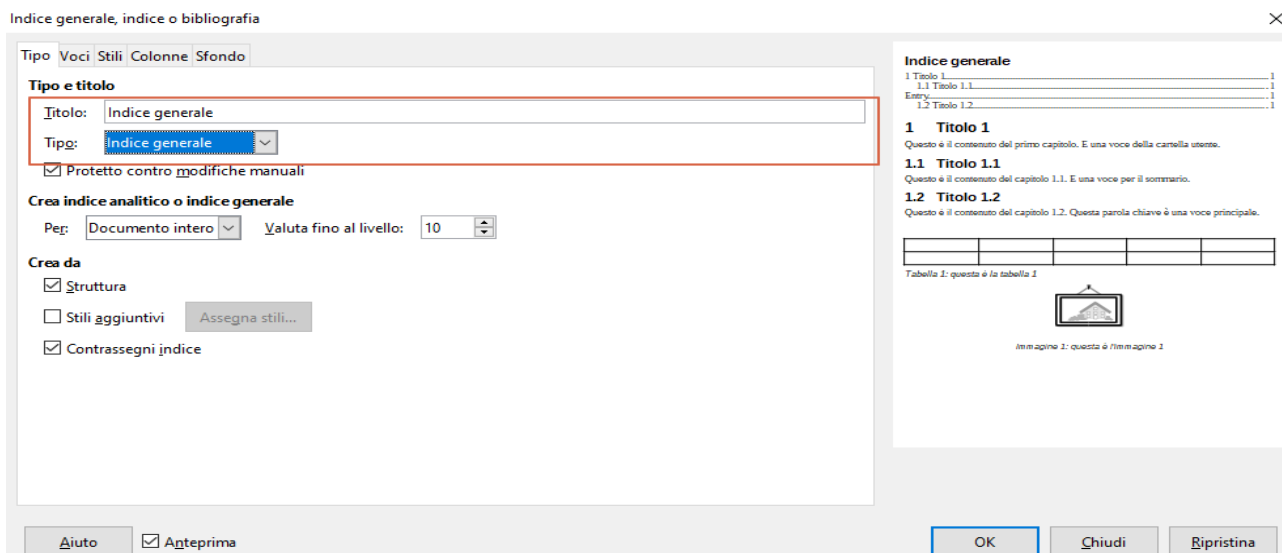 Indice generale, indice o bibliografia
Tipo Voci Stili Colonne Sfondo
Tipo e titolo
Titolo: Indice generale
Tipo: Indice generale
Protetto contro modifiche manuali
Crea indice analitico o indice generale
Per: Documento intero Valuta fino al livello: 10
Crea da
Struttura
Stili aggiuntivi Assegna stili...
Contrassegni indice
Indice generale
1 Titolo 1 1
1.1 Titolo 1.1 1
Entry 1
1.2 Titolo 1.2 1
1 Titolo 1
Questo è il contenuto del primo capitolo. E una voce della cartella utente.
1.1 Titolo 1.1
Questo è il contenuto del capitolo 1.1. E una voce per il sommario.
1.2 Titolo 1.2
Questo è il contenuto del capitolo 1.2. Questa parola chiave è una voce principale.
Tabella 1: questa è la tabella 1
Immagine 1: questa è l'immagine 1
Aiuto Anteprima OK Chiudi Ripristina